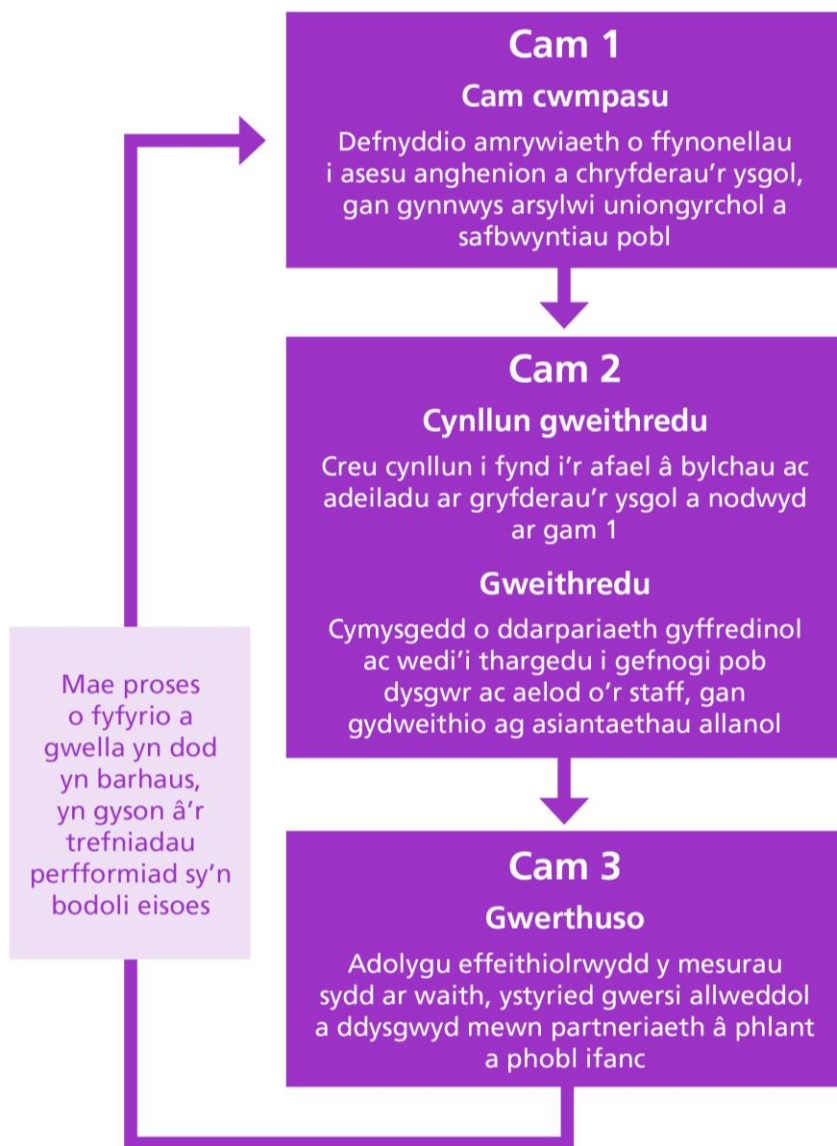 Cam 1
Cam cwmpasu
Defnyddio amrywiaeth o ffynonellau
i asesu anghenion a chryfderau'r ysgol,
gan gynnwys arsylwi uniongyrchol a
safbwyntiau pobl
Cam 2
Cynllun gweithredu
Creu cynllun i fynd i'r afael â bylchau ac
adeiladu ar gryfderau'r ysgol a nodwyd
ar gam 1
Gweithredu
Cymysgedd o ddarpariaeth gyffredinol
ac wedi'i thargedu i gefnogi pob
dysgwr ac aelod o'r staff, gan
gydweithio ag asiantaethau allanol
Cam 3
Gwerthuso
Adolygu effeithiolrwydd y mesurau
sydd ar waith, ystyried gwersi allweddol
a ddysgwyd mewn partneriaeth â phlant
a phobl ifanc
Mae proses
o fyfyrio a
gwella yn dod
yn barhaus,
yn gyson â'r
trefniadau
perfformiad sy'n
bodoli eisoes